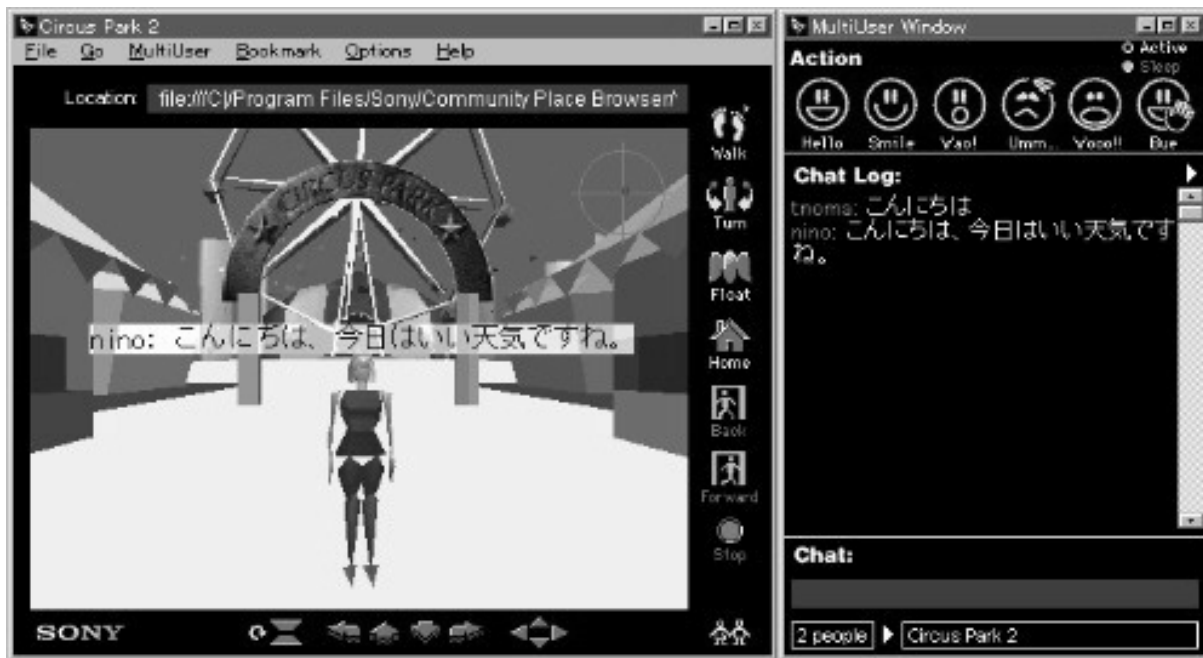 Circus Park 2
File Go MultiUser Bookmark Options Help
Location: file:///C|/Program Files/Sony/Community Place Browser/
CIRCUS PARK
nino: こんにちは、今日はいい天気ですね。
Walk
Turn
Float
Home
Back
Forward
Stop
SONY
MultiUser Window
Action
Active
Sleep
Hello Smile Wao! Umm... Wooo!! Bye
Chat Log:
tnoma: こんにちは
nino: こんにちは、今日はいい天気です
ね。
Chat:
2 people Circus Park 2